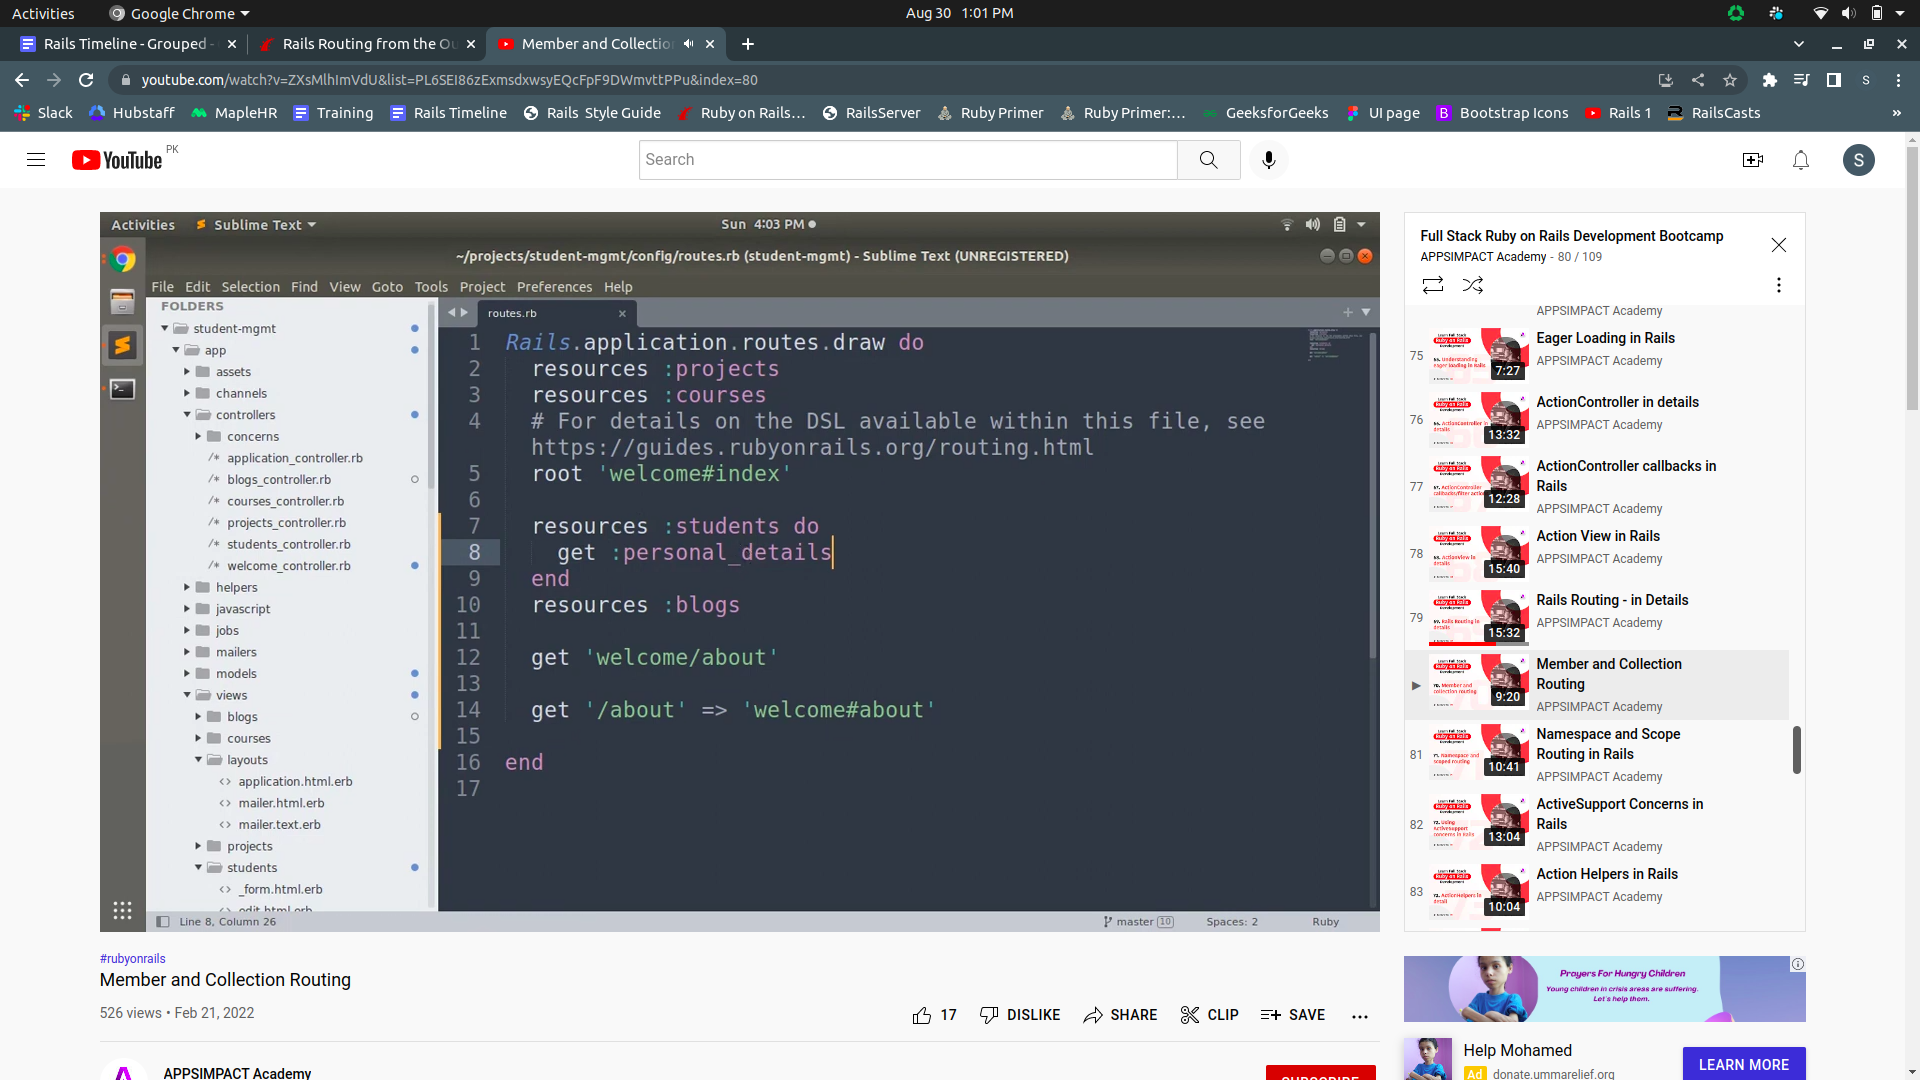 Activities
Google Chrome
Aug 30 1:01 PM
Rails Timeline - Grouped -
Rails Routing from the Ou
Member and Collection
youtube.com/watch?v=ZXsMlhImVdU&list=PL6SEI86zExmsdxwsyEQcFpF9DWmvttPPu&index=80
S
Slack
Hubstaff
MapleHR
Training
Rails Timeline
Rails Style Guide
Ruby on Rails...
RailsServer
Ruby Primer
Ruby Primer:...
GeeksforGeeks
UI page
Bootstrap Icons
Rails 1
RailsCasts
»
YouTube PK
Search
S
Activities
Sublime Text
Sun 4:03 PM
~/projects/student-mgmt/config/routes.rb (student-mgmt) - Sublime Text (UNREGISTERED)
File Edit Selection Find View Goto Tools Project Preferences Help
FOLDERS
student-mgmt
app
assets
channels
controllers
concerns
application_controller.rb
blogs_controller.rb
courses_controller.rb
projects_controller.rb
students_controller.rb
welcome_controller.rb
helpers
javascript
jobs
mailers
models
views
blogs
courses
layouts
application.html.erb
mailer.html.erb
mailer.text.erb
projects
students
_form.html.erb
edit.html.erb
routes.rb
1 Rails.application.routes.draw do
2 resources :projects
3 resources :courses
4 # For details on the DSL available within this file, see
https://guides.rubyonrails.org/routing.html
5 root 'welcome#index'
6
7 resources :students do
8 get :personal_details
9 end
10 resources :blogs
11
12 get 'welcome/about'
13
14 get '/about' => 'welcome#about'
15
16 end
17
Line 8, Column 26
master 10
Spaces: 2
Ruby
#rubyonrails
Member and Collection Routing
526 views • Feb 21, 2022
17
DISLIKE
SHARE
CLIP
SAVE
APPSIMPACT Academy
SUBSCRIBE
Full Stack Ruby on Rails Development Bootcamp
APPSIMPACT Academy - 80 / 109
APPSIMPACT Academy
75
7:27
Eager Loading in Rails
APPSIMPACT Academy
76
13:32
ActionController in details
APPSIMPACT Academy
77
12:28
ActionController callbacks in
Rails
APPSIMPACT Academy
78
15:40
Action View in Rails
APPSIMPACT Academy
79
15:32
Rails Routing - in Details
APPSIMPACT Academy
9:20
Member and Collection
Routing
APPSIMPACT Academy
81
10:41
Namespace and Scope
Routing in Rails
APPSIMPACT Academy
82
13:04
ActiveSupport Concerns in
Rails
APPSIMPACT Academy
83
10:04
Action Helpers in Rails
APPSIMPACT Academy
Prayers For Hungry Children
Young children in crisis areas are suffering.
Let's help them.
Help Mohamed
Ad donate.ummarelief.org
LEARN MORE